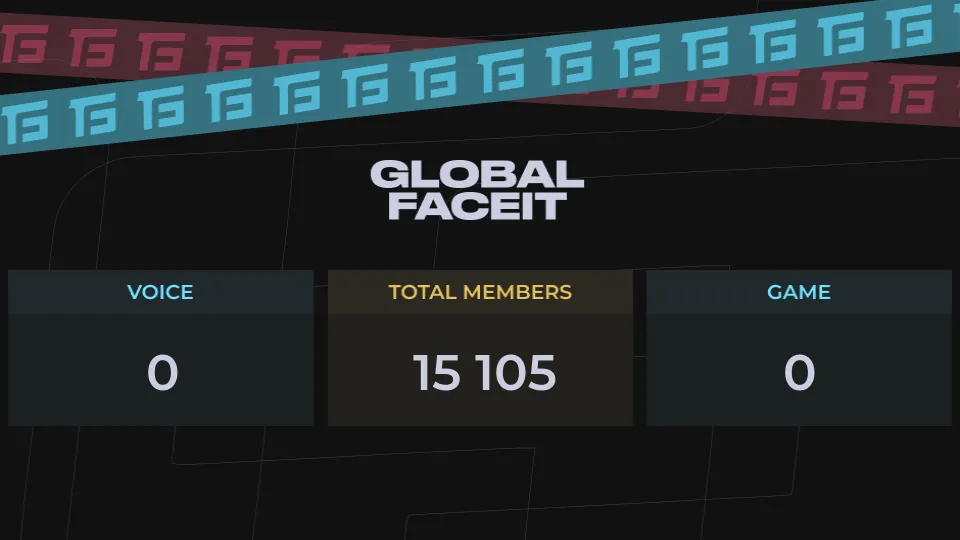 GLOBAL
FACEIT
VOICE
TOTAL MEMBERS
GAME
0
15 105
0